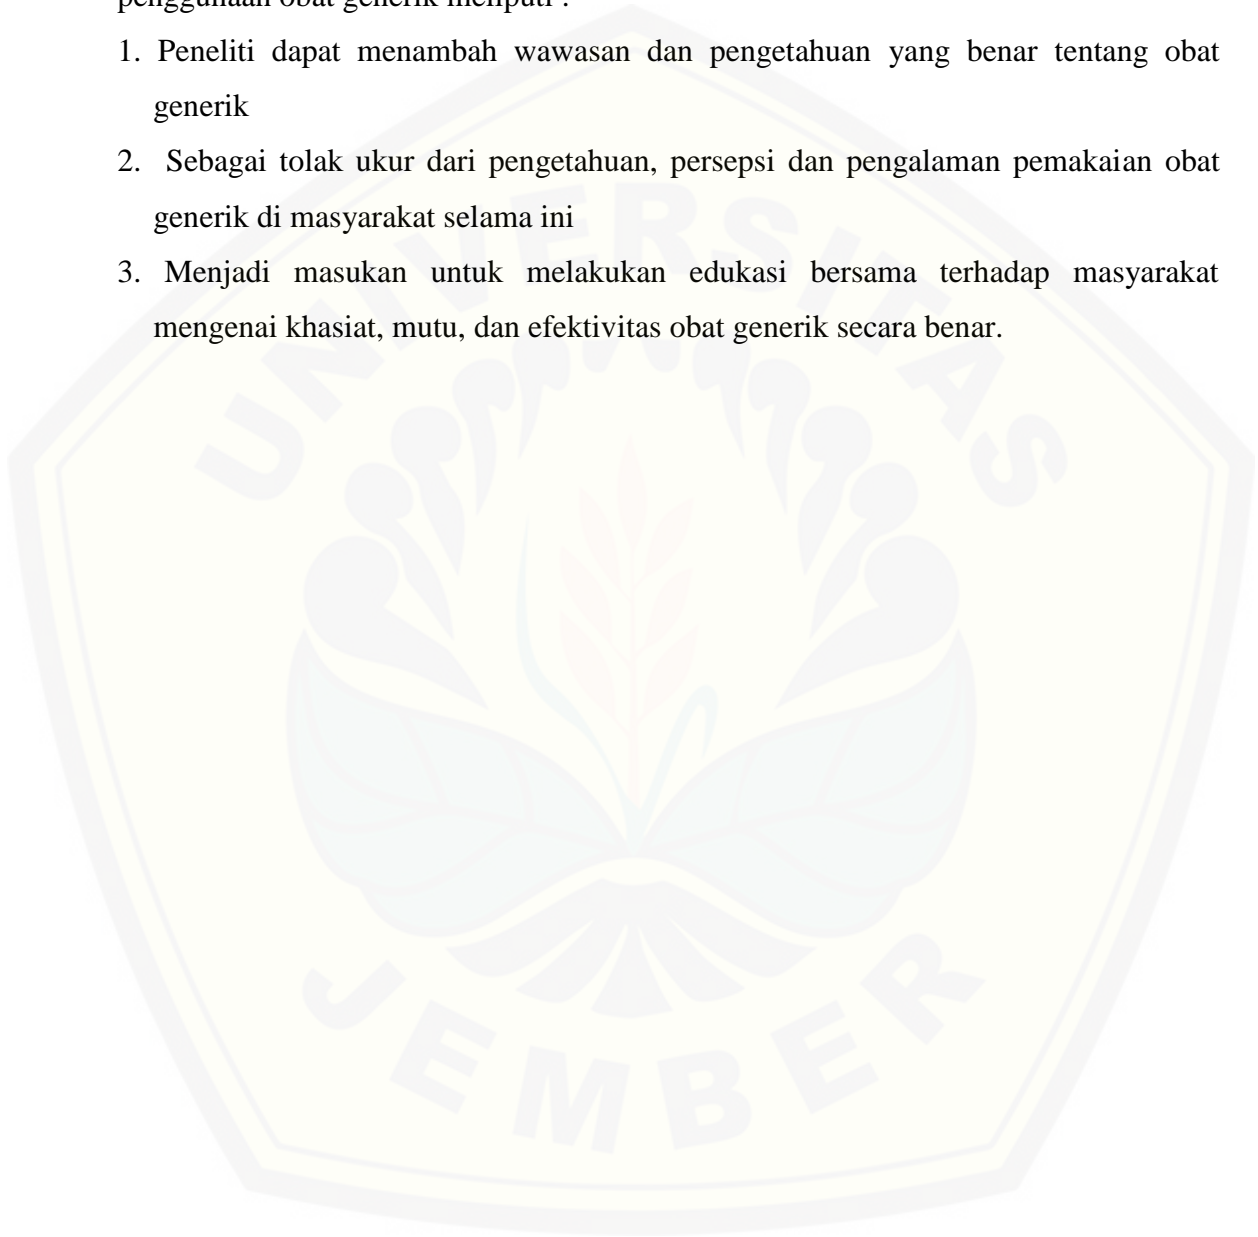 penggunaan obat generik meliputi :
1. Peneliti dapat menambah wawasan dan pengetahuan yang benar tentang obat
generik
2. Sebagai tolak ukur dari pengetahuan, persepsi dan pengalaman pemakaian obat
generik di masyarakat selama ini
3. Menjadi masukan untuk melakukan edukasi bersama terhadap masyarakat
mengenai khasiat, mutu, dan efektivitas obat generik secara benar.
UNIVERSITAS
JEMBER